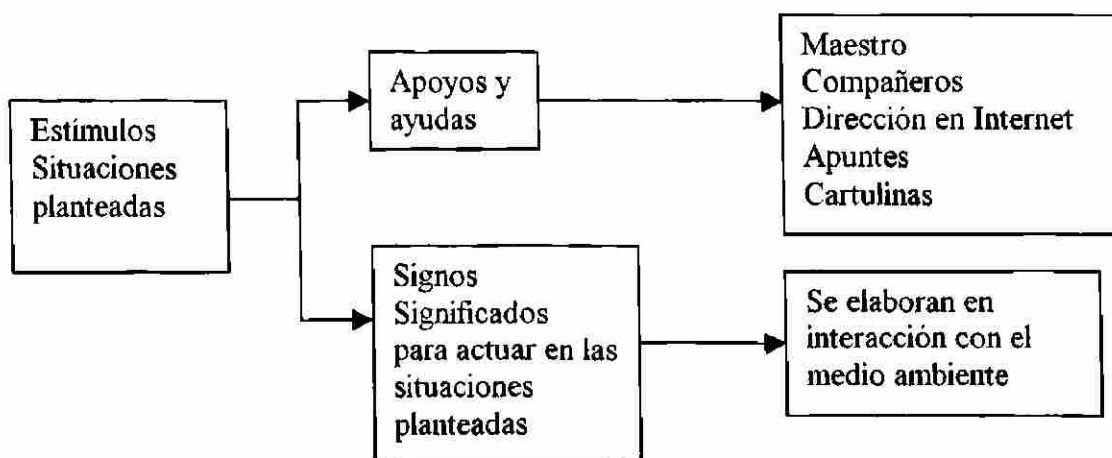 Estímulos
Situaciones
planteadas
Apoyos y
ayudas
Maestro
Compañeros
Dirección en Internet
Apuntes
Cartulinas
Signos
Significados
para actuar en las
situaciones
planteadas
Se elaboran en
interacción con el
medio ambiente